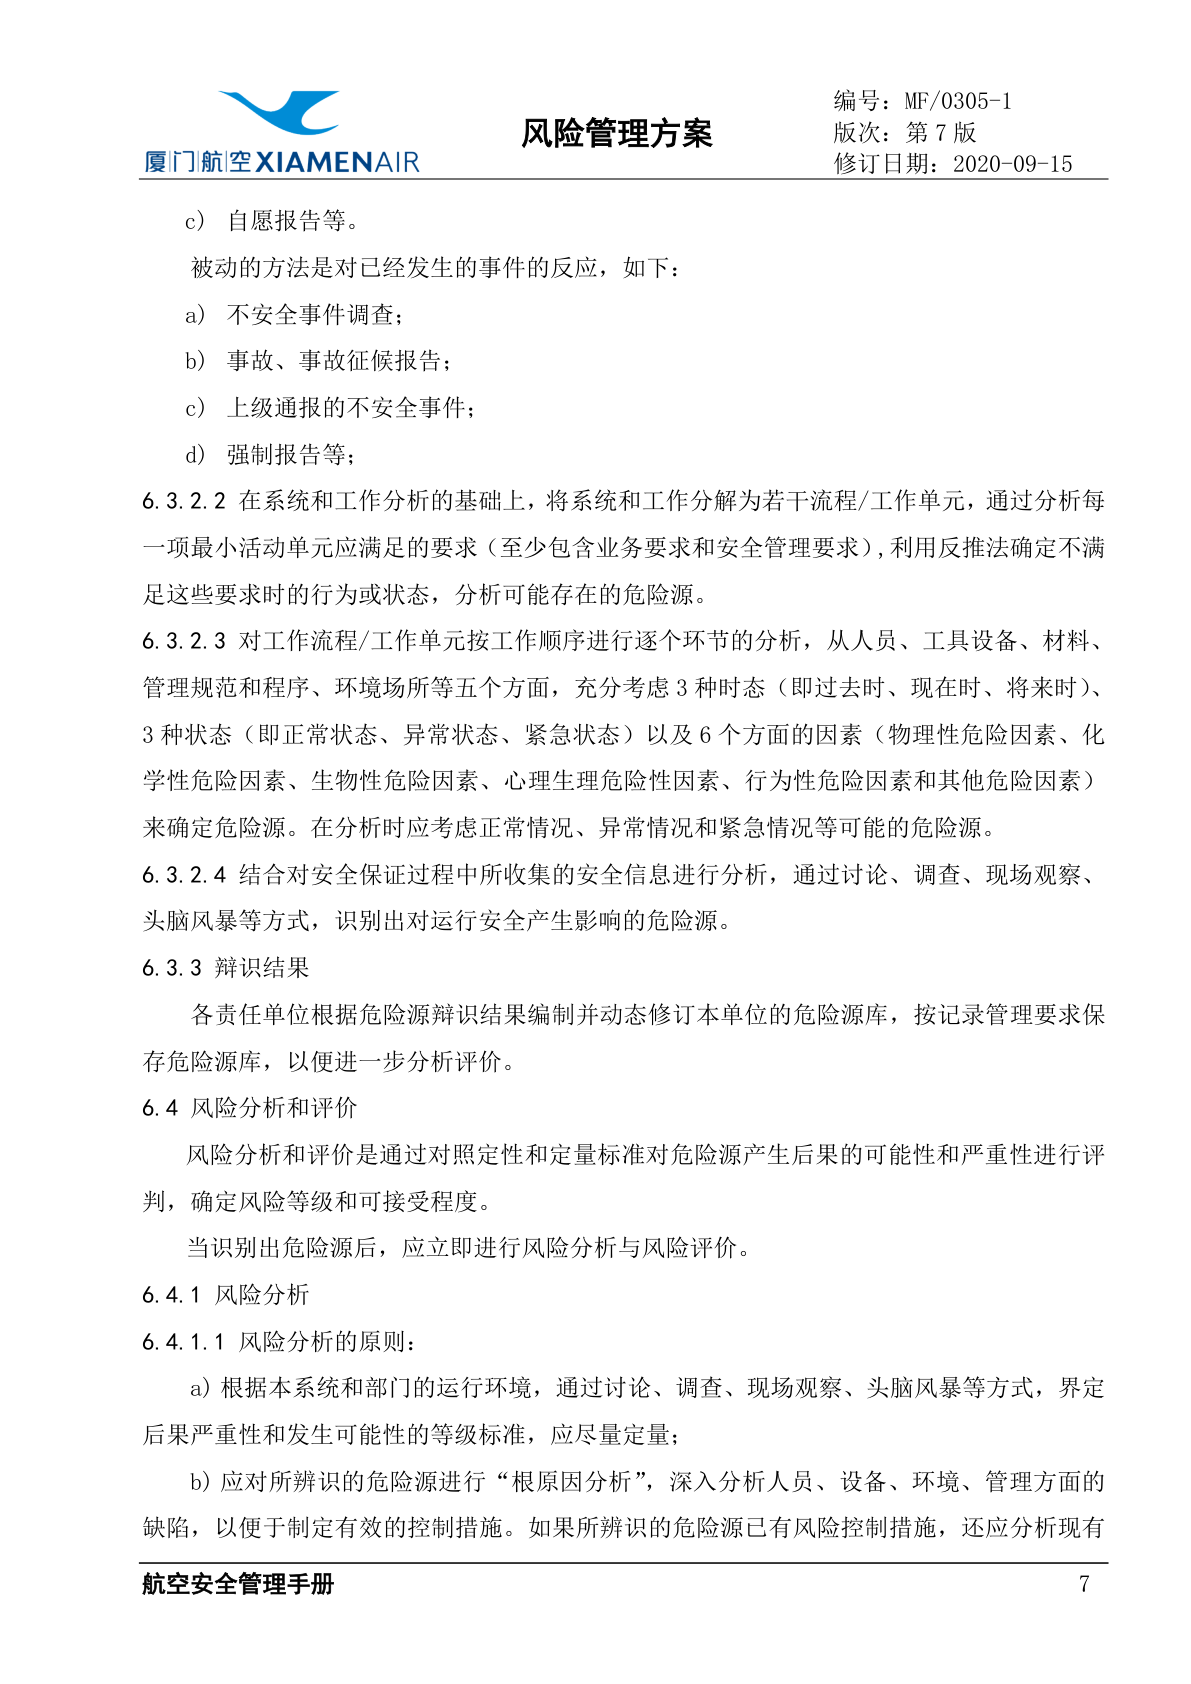 厦门航空XIAMENAIR
风险管理方案
编号：MF/0305-1
版次：第 7 版
修订日期：2020-09-15
c) 自愿报告等。
被动的方法是对已经发生的事件的反应，如下：
a) 不安全事件调查；
b) 事故、事故征候报告；
c) 上级通报的不安全事件；
d) 强制报告等；
6.3.2.2 在系统和工作分析的基础上，将系统和工作分解为若干流程/工作单元，通过分析每
一项最小活动单元应满足的要求（至少包含业务要求和安全管理要求），利用反推法确定不满
足这些要求时的行为或状态，分析可能存在的危险源。
6.3.2.3 对工作流程/工作单元按工作顺序进行逐个环节的分析，从人员、工具设备、材料、
管理规范和程序、环境场所等五个方面，充分考虑 3 种时态（即过去时、现在时、将来时）、
3 种状态（即正常状态、异常状态、紧急状态）以及 6 个方面的因素（物理性危险因素、化
学性危险因素、生物性危险因素、心理生理危险性因素、行为性危险因素和其他危险因素）
来确定危险源。在分析时应考虑正常情况、异常情况和紧急情况等可能的危险源。
6.3.2.4 结合对安全保证过程中所收集的安全信息进行分析，通过讨论、调查、现场观察、
头脑风暴等方式，识别出对运行安全产生影响的危险源。
6.3.3 辩识结果
各责任单位根据危险源辩识结果编制并动态修订本单位的危险源库，按记录管理要求保
存危险源库，以便进一步分析评价。
6.4 风险分析和评价
风险分析和评价是通过对照定性和定量标准对危险源产生后果的可能性和严重性进行评
判，确定风险等级和可接受程度。
当识别出危险源后，应立即进行风险分析与风险评价。
6.4.1 风险分析
6.4.1.1 风险分析的原则：
a) 根据本系统和部门的运行环境，通过讨论、调查、现场观察、头脑风暴等方式，界定
后果严重性和发生可能性的等级标准，应尽量定量；
b) 应对所辨识的危险源进行“根原因分析”，深入分析人员、设备、环境、管理方面的
缺陷，以便于制定有效的控制措施。如果所辨识的危险源已有风险控制措施，还应分析现有
航空安全管理手册
7